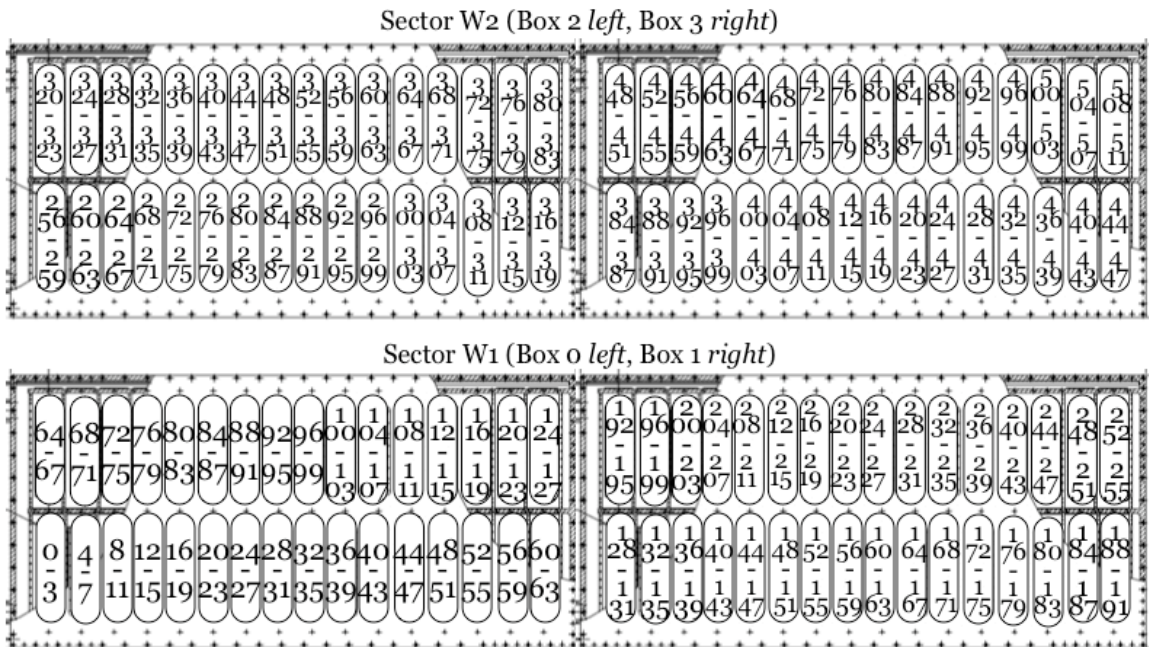 Sector W2 (Box 2 left, Box 3 right)
320-323 324-327 328-331 332-335 336-339 340-343 344-347 348-351 352-355 356-359 360-363 364-367 368-371 372-375 376-379 380-383 448-451 452-455 456-459 460-463 464-467 468-471 472-475 476-479 480-483 484-487 488-491 492-495 496-499 500-503 504-507 508-511
256-259 260-263 264-267 268-271 272-275 276-279 280-283 284-287 288-291 292-295 296-299 300-303 304-307 308-311 312-315 316-319 384-387 388-391 392-395 396-399 400-403 404-407 408-411 412-415 416-419 420-423 424-427 428-431 432-435 436-439 440-443 444-447
Sector W1 (Box 0 left, Box 1 right)
64-67 68-71 72-75 76-79 80-83 84-87 88-91 92-95 96-99 100-103 104-107 108-111 112-115 116-119 120-123 124-127 192-195 196-199 200-203 204-207 208-211 212-215 216-219 220-223 224-227 228-231 232-235 236-239 240-243 244-247 248-251 252-255
0-3 4-7 8-11 12-15 16-19 20-23 24-27 28-31 32-35 36-39 40-43 44-47 48-51 52-55 56-59 60-63 128-131 132-135 136-139 140-143 144-147 148-151 152-155 156-159 160-163 164-167 168-171 172-175 176-179 180-183 184-187 188-191